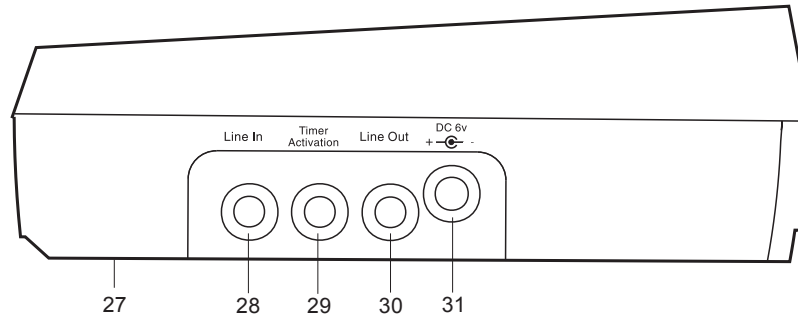 Line In
Timer
Activation
Line Out
DC 6v
+ -
27
28
29
30
31